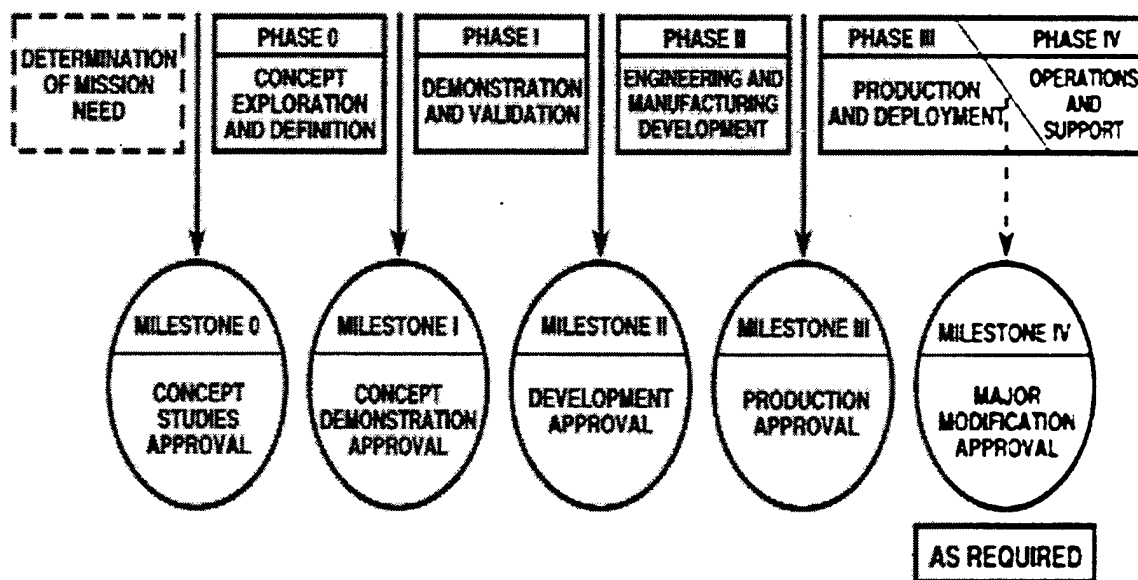 DETERMINATION
OF MISSION
NEED
PHASE 0
CONCEPT
EXPLORATION
AND DEFINITION
PHASE I
DEMONSTRATION
AND VALIDATION
PHASE II
ENGINEERING AND
MANUFACTURING
DEVELOPMENT
PHASE III
PRODUCTION
AND DEPLOYMENT
PHASE IV
OPERATIONS
AND
SUPPORT
MILESTONE 0
CONCEPT
STUDIES
APPROVAL
MILESTONE I
CONCEPT
DEMONSTRATION
APPROVAL
MILESTONE II
DEVELOPMENT
APPROVAL
MILESTONE III
PRODUCTION
APPROVAL
MILESTONE IV
MAJOR
MODIFICATION
APPROVAL
AS REQUIRED